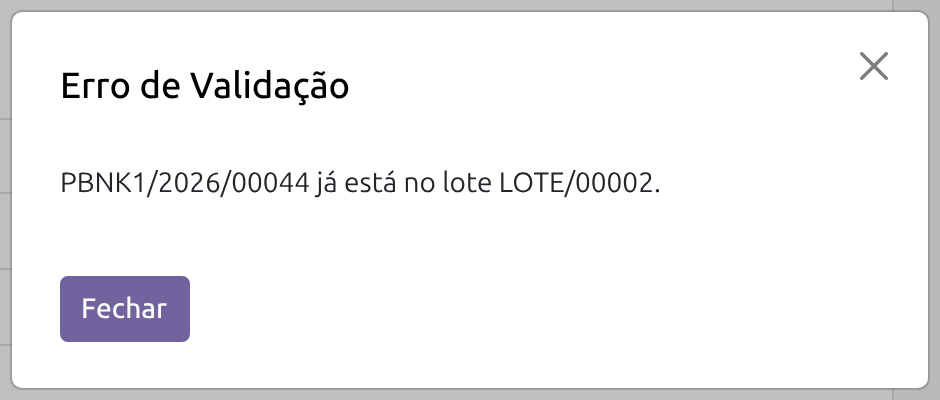 Erro de Validação
PBNK1/2026/00044 já está no lote LOTE/00002.
Fechar